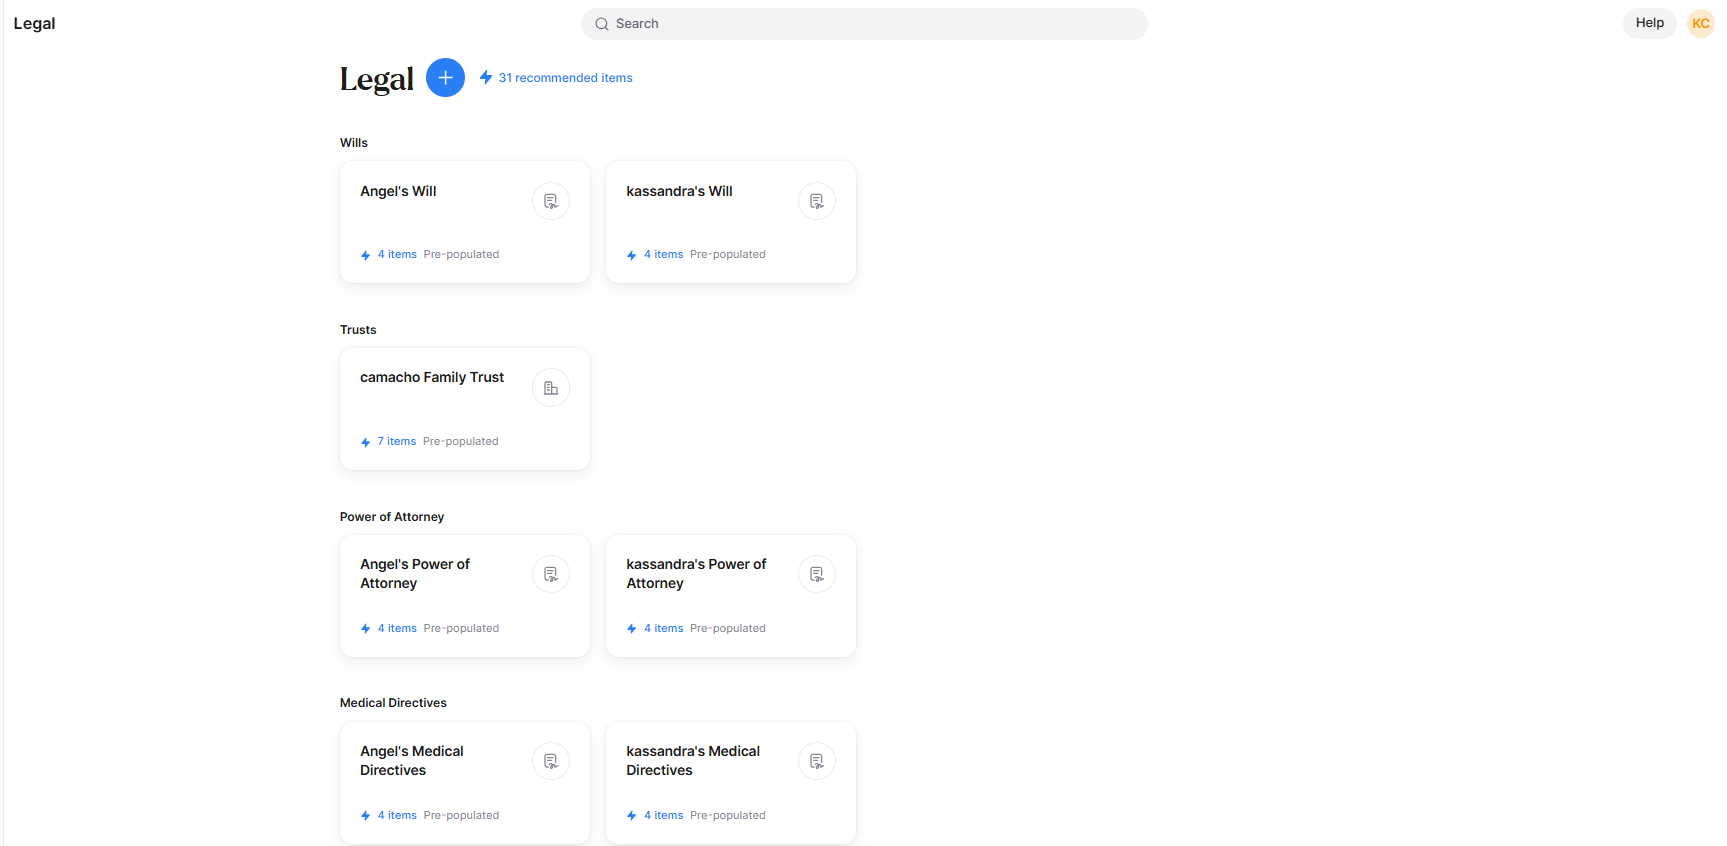 Legal
Search
Help
KC
Legal
31 recommended items
Wills
Angel's Will
4 items Pre-populated
kassandra's Will
4 items Pre-populated
Trusts
camacho Family Trust
7 items Pre-populated
Power of Attorney
Angel's Power of
Attorney
4 items Pre-populated
kassandra's Power of
Attorney
4 items Pre-populated
Medical Directives
Angel's Medical
Directives
4 items Pre-populated
kassandra's Medical
Directives
4 items Pre-populated